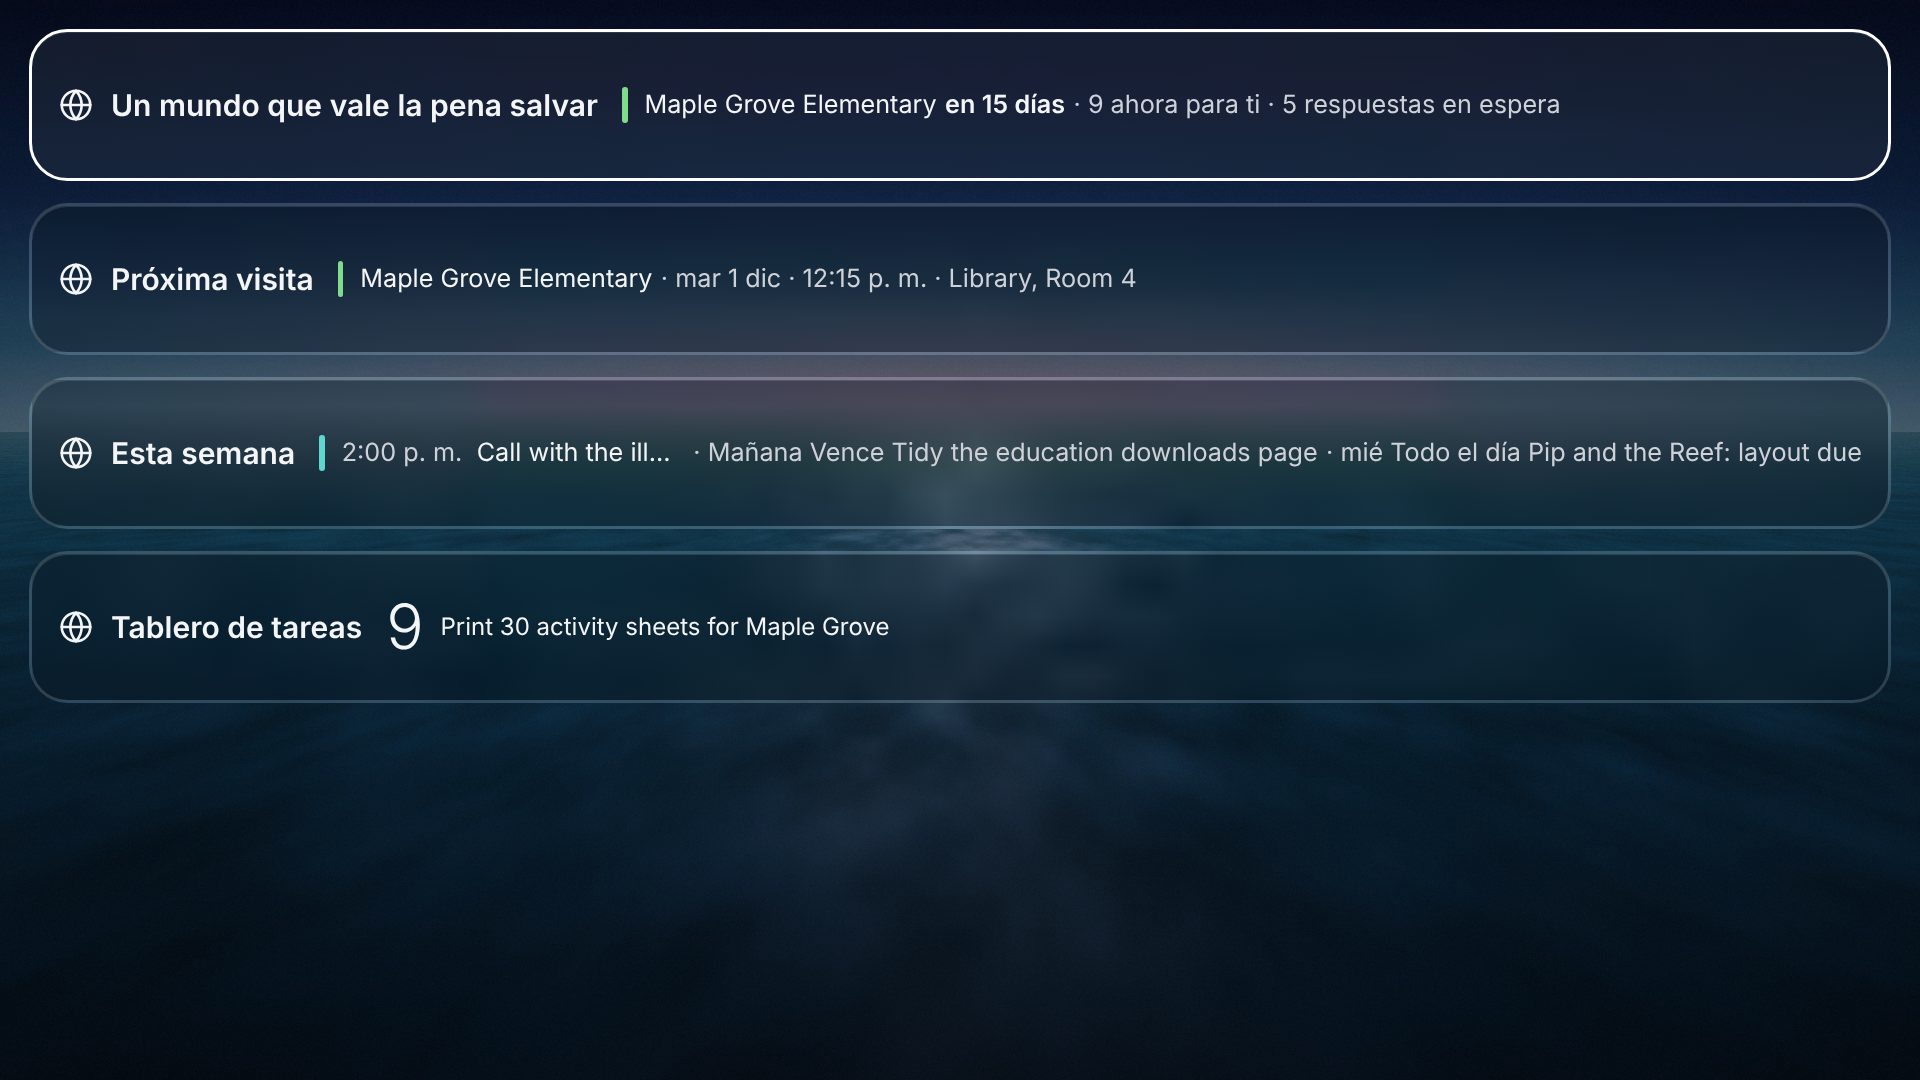 Un mundo que vale la pena salvar Maple Grove Elementary en 15 días · 9 ahora para ti · 5 respuestas en espera
Próxima visita Maple Grove Elementary · mar 1 dic · 12:15 p. m. · Library, Room 4
Esta semana 2:00 p. m. Call with the ill... · Mañana Vence Tidy the education downloads page · mié Todo el día Pip and the Reef: layout due
Tablero de tareas 9 Print 30 activity sheets for Maple Grove